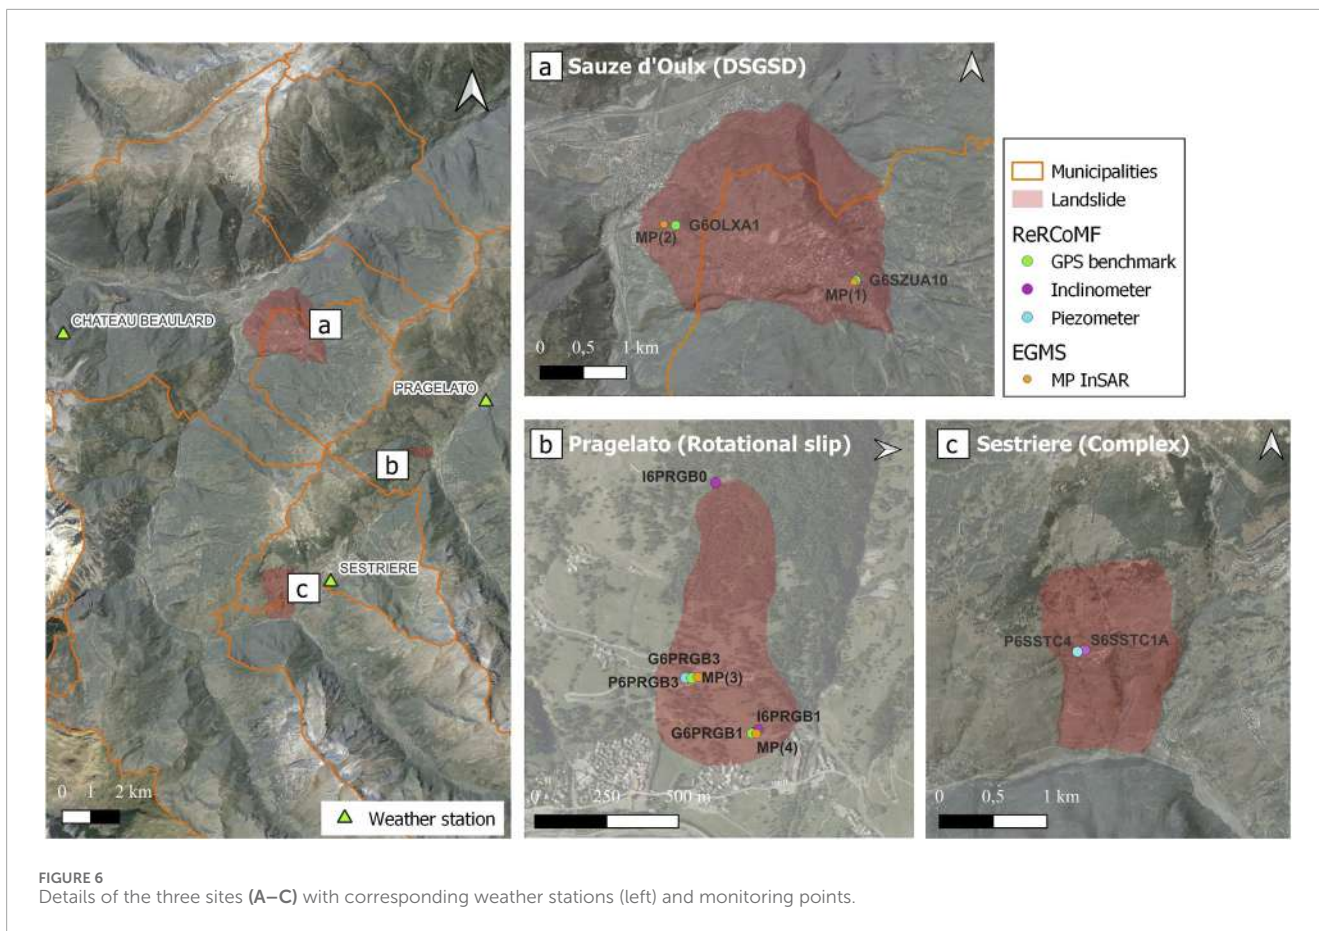 CHATEAU BEAULARD
a
PRAGELATO
b
SESTRIERE
c
0 1 2 km
Weather station
a Sauze d'Oulx (DSGSD)
G6OLXA1
MP(2)
G6SZUA10
MP(1)
0 0,5 1 km
Municipalities
Landslide
ReRCoMF
GPS benchmark
Inclinometer
Piezometer
EGMS
MP InSAR
b Pragelato (Rotational slip)
I6PRGB0
G6PRGB3
P6PRGB3 MP(3)
I6PRGB1
G6PRGB1
MP(4)
0 250 500 m
c Sestriere (Complex)
P6SSTC4 S6SSTC1A
0 0,5 1 km
FIGURE 6
Details of the three sites (A–C) with corresponding weather stations (left) and monitoring points.